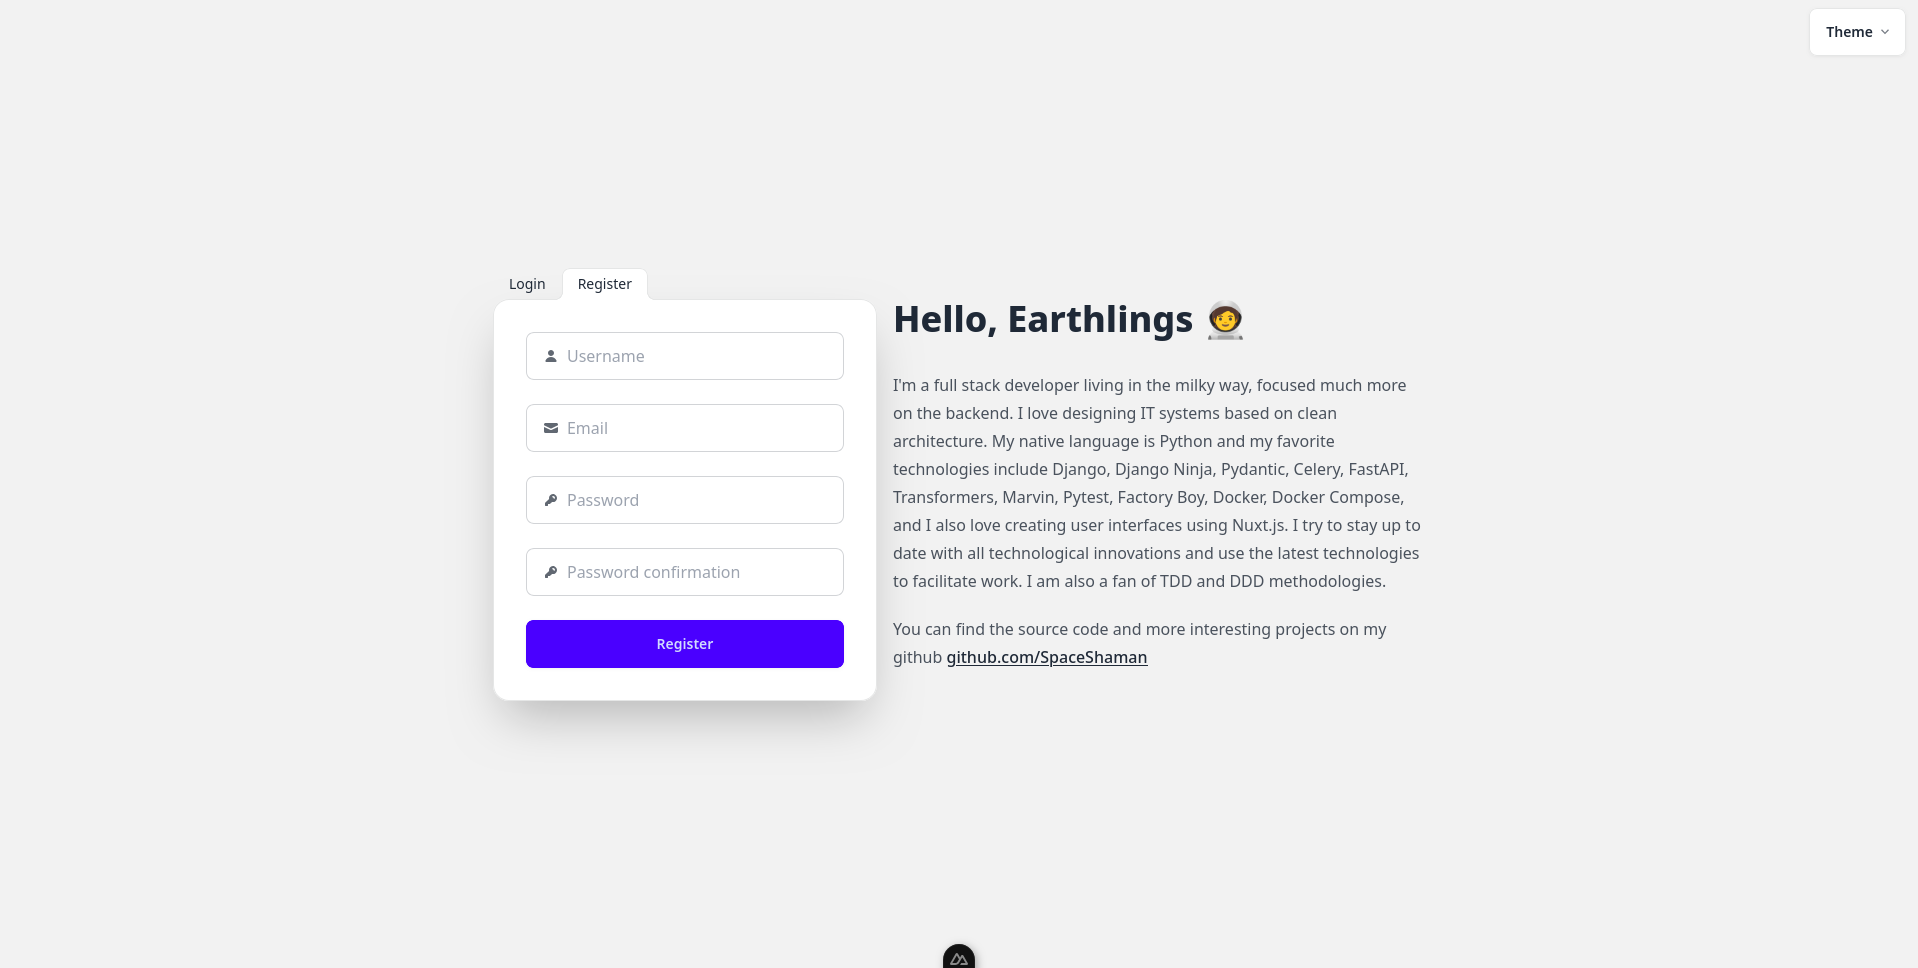 Theme
Login
Register
Username
Email
Password
Password confirmation
Register
Hello, Earthlings 👩‍🚀
I'm a full stack developer living in the milky way, focused much more
on the backend. I love designing IT systems based on clean
architecture. My native language is Python and my favorite
technologies include Django, Django Ninja, Pydantic, Celery, FastAPI,
Transformers, Marvin, Pytest, Factory Boy, Docker, Docker Compose,
and I also love creating user interfaces using Nuxt.js. I try to stay up to
date with all technological innovations and use the latest technologies
to facilitate work. I am also a fan of TDD and DDD methodologies.
You can find the source code and more interesting projects on my
github github.com/SpaceShaman